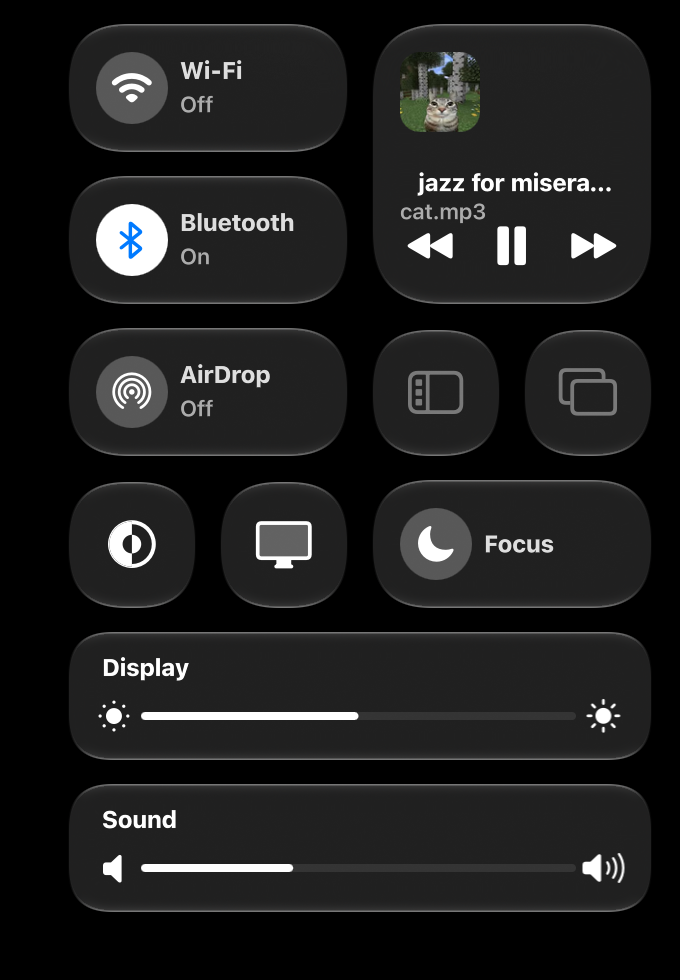 Wi-Fi
Off
jazz for misera...
cat.mp3
Bluetooth
On
AirDrop
Off
Focus
Display
Sound